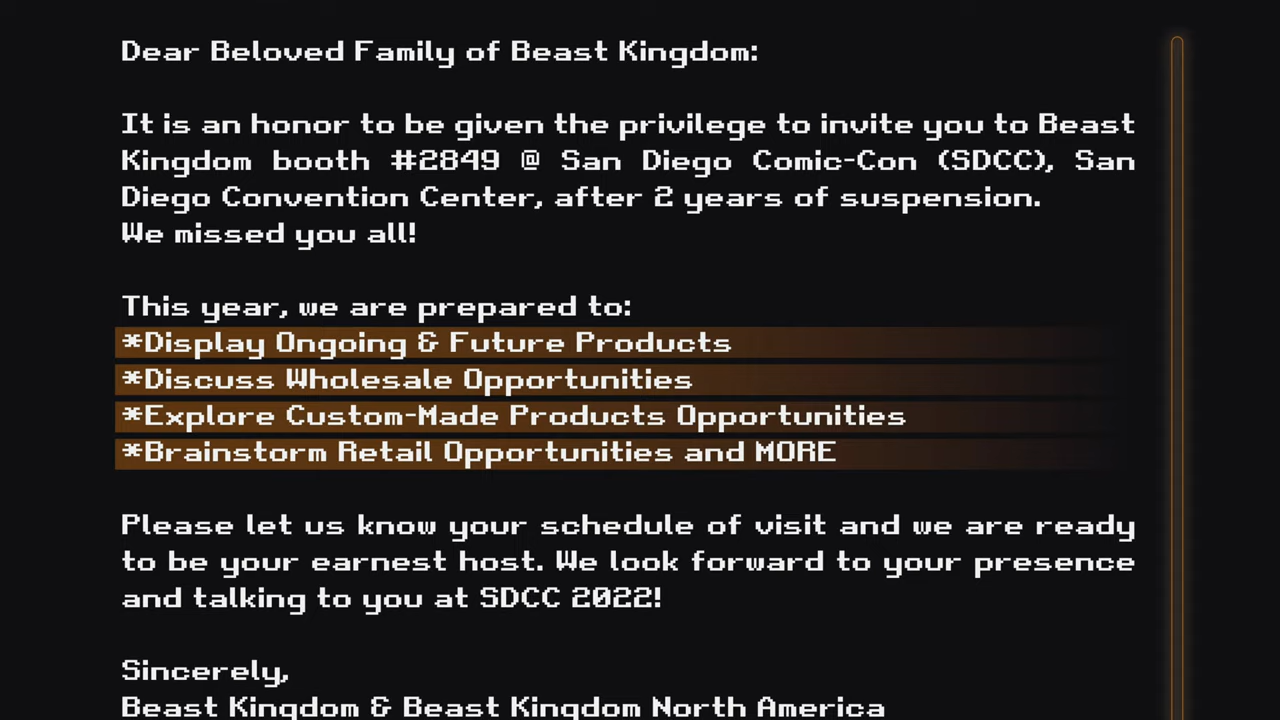 Dear Beloved Family of Beast Kingdom:
It is an honor to be given the privilege to invite you to Beast
Kingdom booth #2849 @ San Diego Comic-Con (SDCC), San
Diego Convention Center, after 2 years of suspension.
We missed you all!
This year, we are prepared to:
*Display Ongoing & Future Products
*Discuss Wholesale Opportunities
*Explore Custom-Made Products Opportunities
*Brainstorm Retail Opportunities and MORE
Please let us know your schedule of visit and we are ready
to be your earnest host. We look forward to your presence
and talking to you at SDCC 2022!
Sincerely,
Beast Kingdom & Beast Kingdom North America